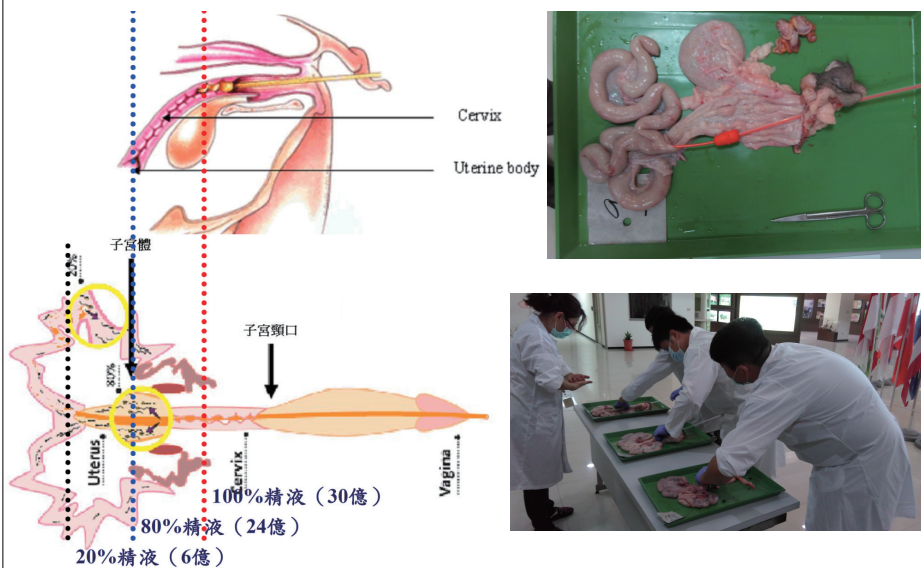 Cervix
Uterine body
子宮體
20%
子宮頸口
80%
Uterus
Cervix
Vagina
100%精液（30億）
80%精液（24億）
20%精液（6億）